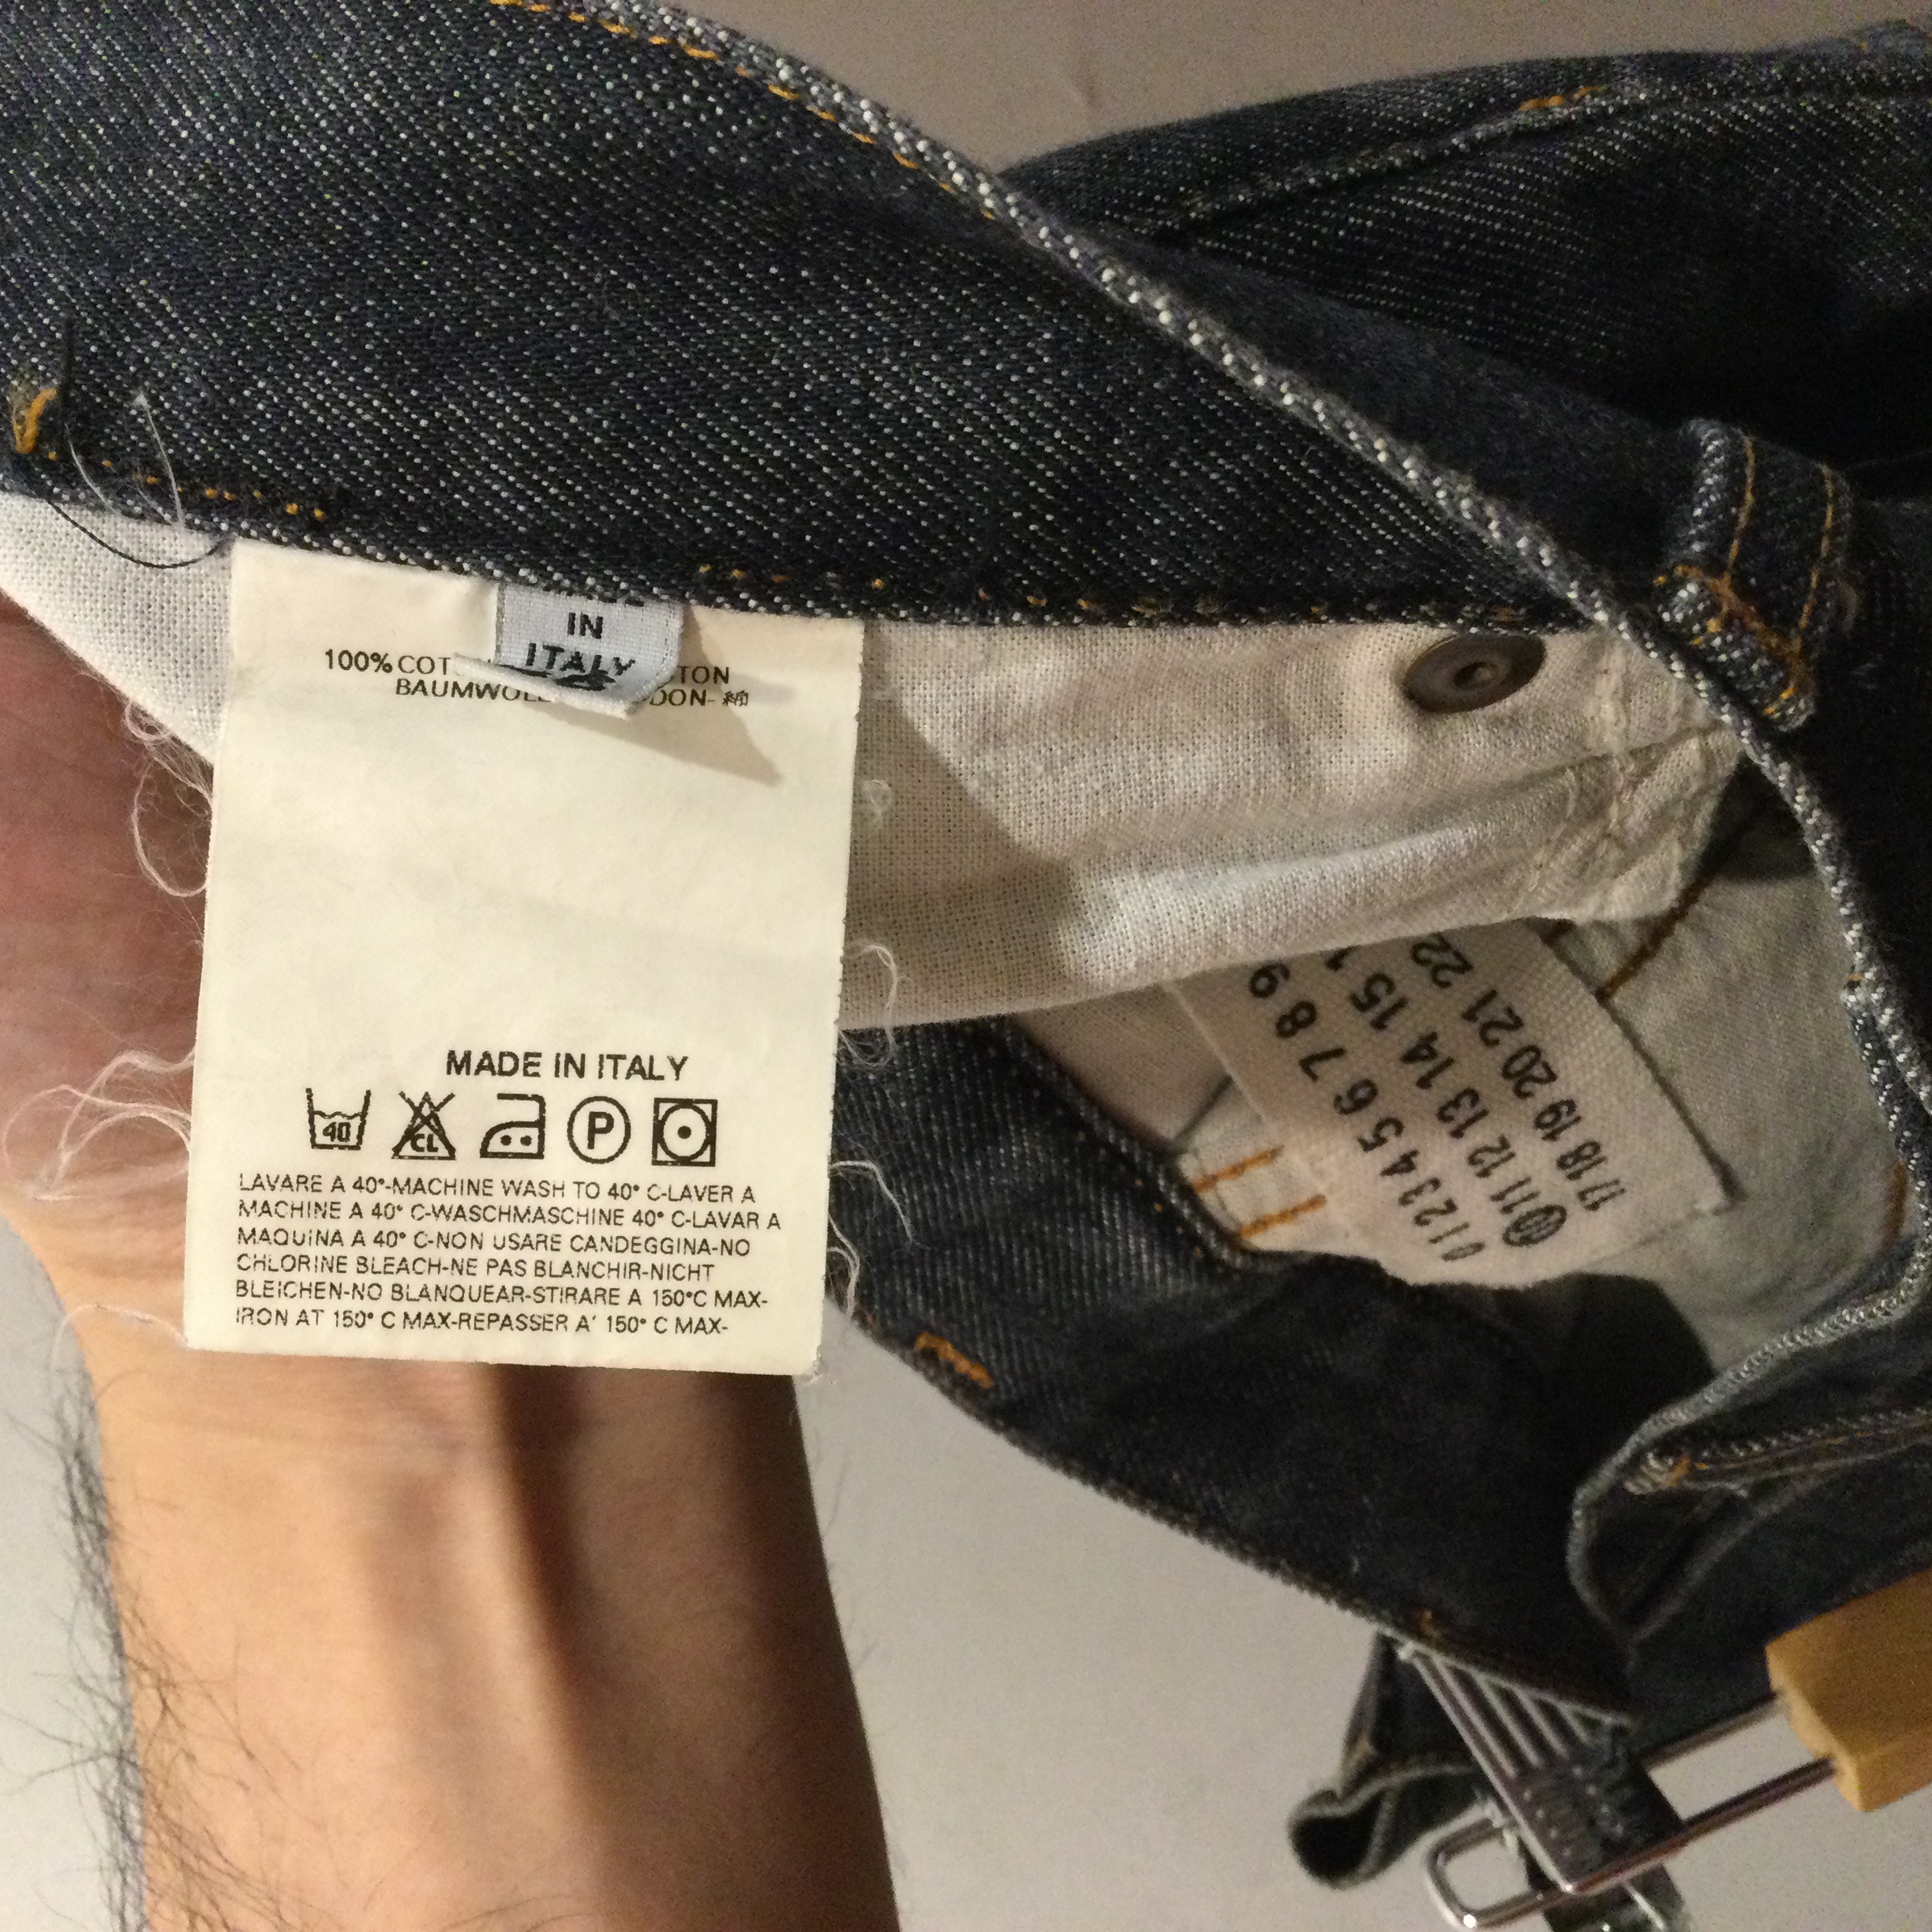 IN
ITALY
100% COT TON
BAUMWOL DON-綿
MADE IN ITALY
40 CL P
LAVARE A 40°-MACHINE WASH TO 40° C-LAVER A
MACHINE A 40° C-WASCHMASCHINE 40° C-LAVAR A
MAQUINA A 40° C-NON USARE CANDEGGINA-NO
CHLORINE BLEACH-NE PAS BLANCHIR-NICHT
BLEICHEN-NO BLANQUEAR-STIRARE A 150°C MAX-
IRON AT 150° C MAX-REPASSER A' 150° C MAX-
0 1 2 3 4 5 6 7 8 9
10 11 12 13 14 15 1
17 18 19 20 21 22